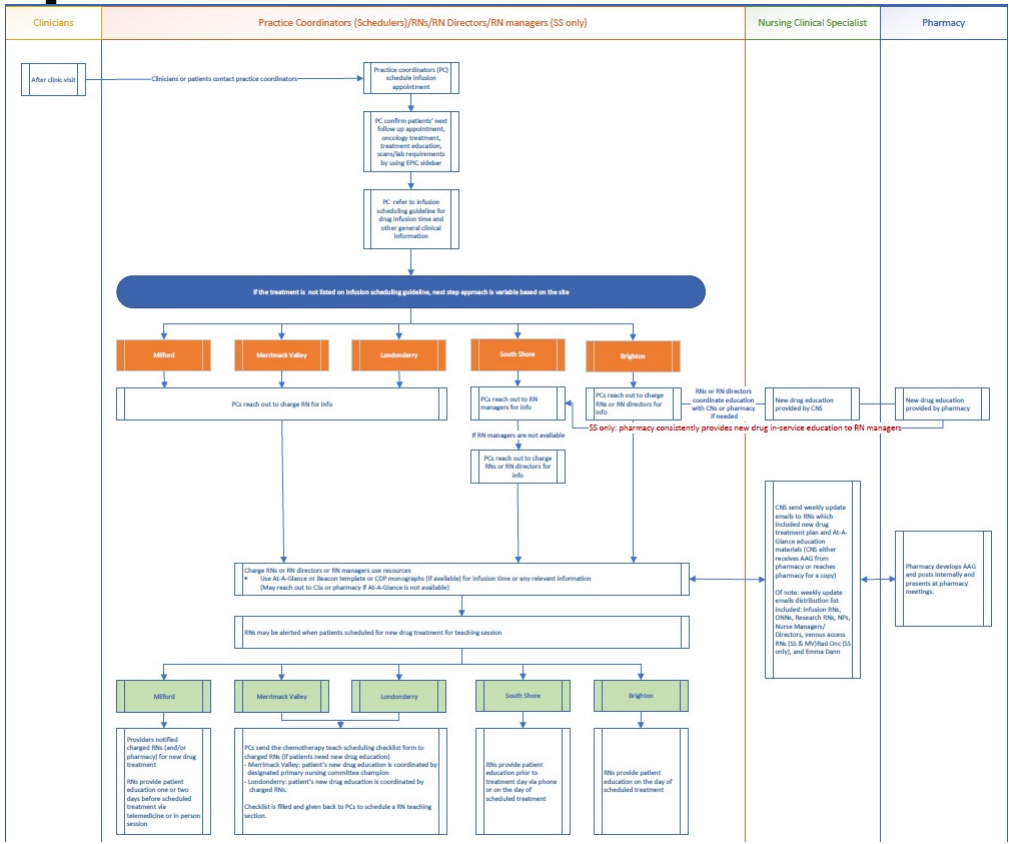 Clinicians
Practice Coordinators (Schedulers)/RNs/RN Directors/RN managers (SS only)
Nursing Clinical Specialist
Pharmacy
After clinic visit
Clinicians or patients contact practice coordinators
Practice coordinators (PC)
schedule infusion
appointment
PC confirm patients' next
follow up appointment,
oncology treatment,
treatment education,
scans/lab requirements
by using EPIC sidebar
PC refer to infusion
scheduling guideline for
drug infusion time and
other general clinical
information
If the treatment is not listed on infusion scheduling guideline, next step approach is variable based on the site
Milford
Merrimack Valley
Londonderry
South Shore
Brighton
PCs reach out to charge RN for info
PCs reach out to RN
managers for info
PCs reach out to charge
RNs or RN directors for
info
RNs or RN directors
coordinate education
with CNs or pharmacy
if needed
New drug education
provided by CNS
New drug education
provided by pharmacy
SS only: pharmacy consistently provides new drug in-service education to RN managers
If RN managers are not available
PCs reach out to charge
RNs or RN directors for
info
CNS send weekly update
emails to RNs which
included new drug
treatment plan and At-A-
Glance education
materials (CNS either
receives AAG from
pharmacy or reaches
pharmacy for a copy)
Of note: weekly update
emails distribution list
included: infusion RNs,
ONNs, Research RNs, NPs,
Nurse Managers/
Directors, venous access
RNs (SS & MV)Rad Onc (SS
only), and Emma Dann
Pharmacy develops AAG
and posts internally and
presents at pharmacy
meetings.
Charge RNs or RN directors or RN managers use resources
• Use At-A-Glance or Beacon template or CDP monographs (if available) for infusion time or any relevant information
(May reach out to CSs or pharmacy if At-A-Glance is not available)
RNs may be alerted when patients scheduled for new drug treatment for teaching session
Milford
Merrimack Valley
Londonderry
South Shore
Brighton
Providers notified
charged RNs (and/or
pharmacy) for new drug
treatment
RNs provide patient
education one or two
days before scheduled
treatment via
telemedicine or in person
session
PCs send the chemotherapy teach scheduling checklist form to
charged RNs (if patients need new drug education)
- Merrimack Valley: patient's new drug education is coordinated by
designated primary nursing committee champion
- Londonderry: patient's new drug education is coordinated by
charged RNs.
Checklist is filled and given back to PCs to schedule a RN teaching
section.
RNs provide patient
education prior to
treatment day via phone
or on the day of
scheduled treatment
RNs provide patient
education on the day of
scheduled treatment